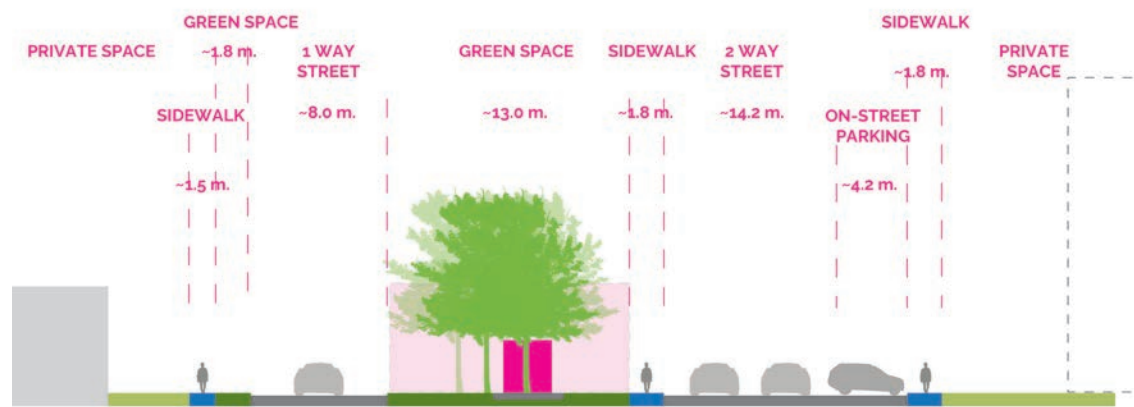 GREEN SPACE
~1.8 m.
PRIVATE SPACE
SIDEWALK
~1.5 m.
1 WAY
STREET
~8.0 m.
GREEN SPACE
~13.0 m.
SIDEWALK
~1.8 m.
2 WAY
STREET
~14.2 m.
ON-STREET
PARKING
~4.2 m.
SIDEWALK
~1.8 m.
PRIVATE
SPACE